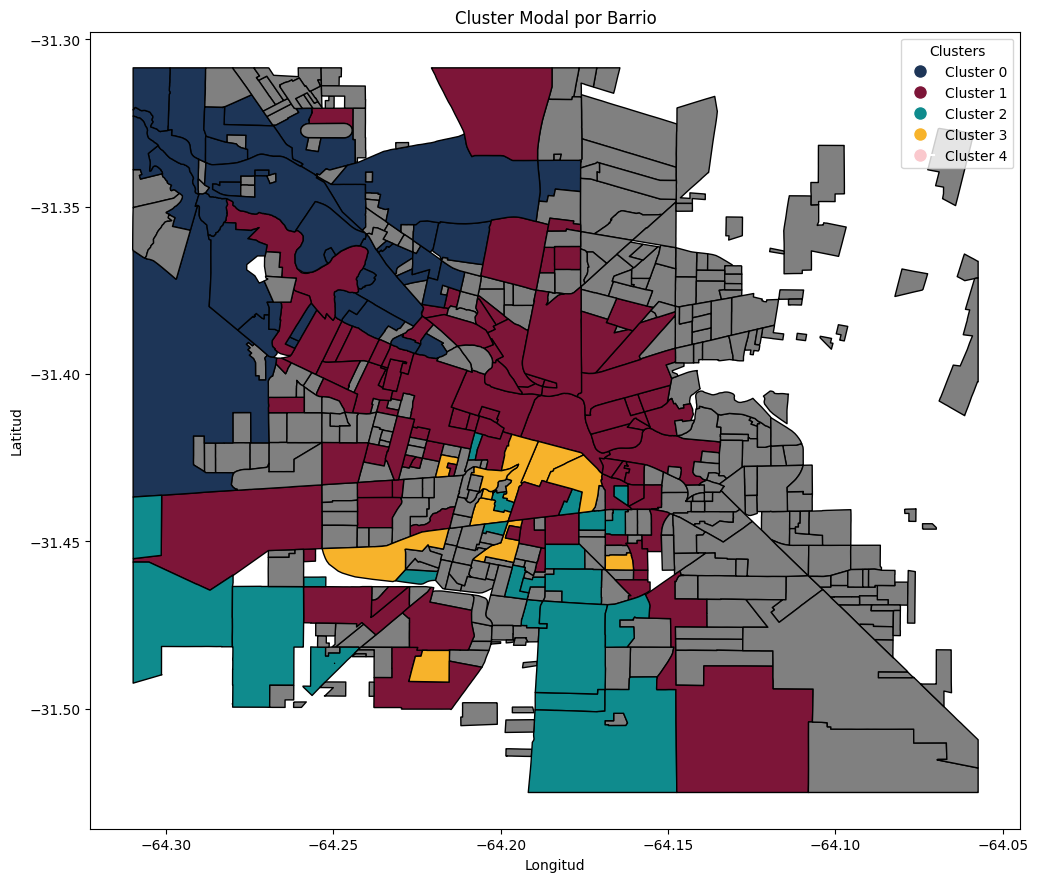 Cluster Modal por Barrio
Clusters
Cluster 0
Cluster 1
Cluster 2
Cluster 3
Cluster 4
−31.30
−31.35
−31.40
−31.45
−31.50
Latitud
−64.30
−64.25
−64.20
−64.15
−64.10
−64.05
Longitud